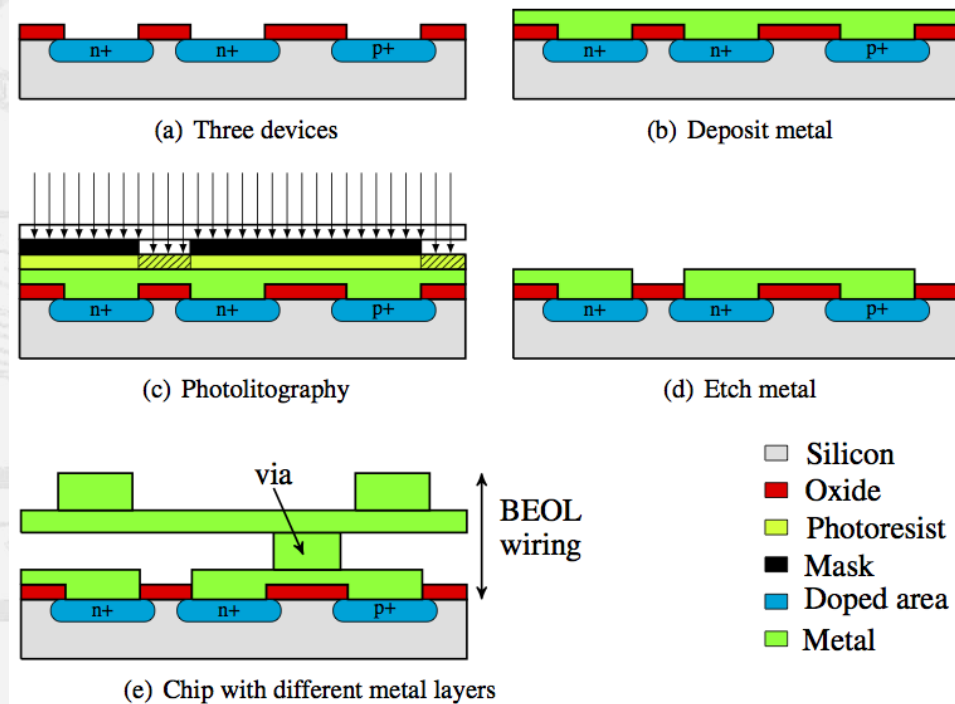 n+ n+ p+
(a) Three devices
n+ n+ p+
(b) Deposit metal
n+ n+ p+
(c) Photolitography
n+ n+ p+
(d) Etch metal
via
BEOL
wiring
n+ n+ p+
(e) Chip with different metal layers
Silicon
Oxide
Photoresist
Mask
Doped area
Metal